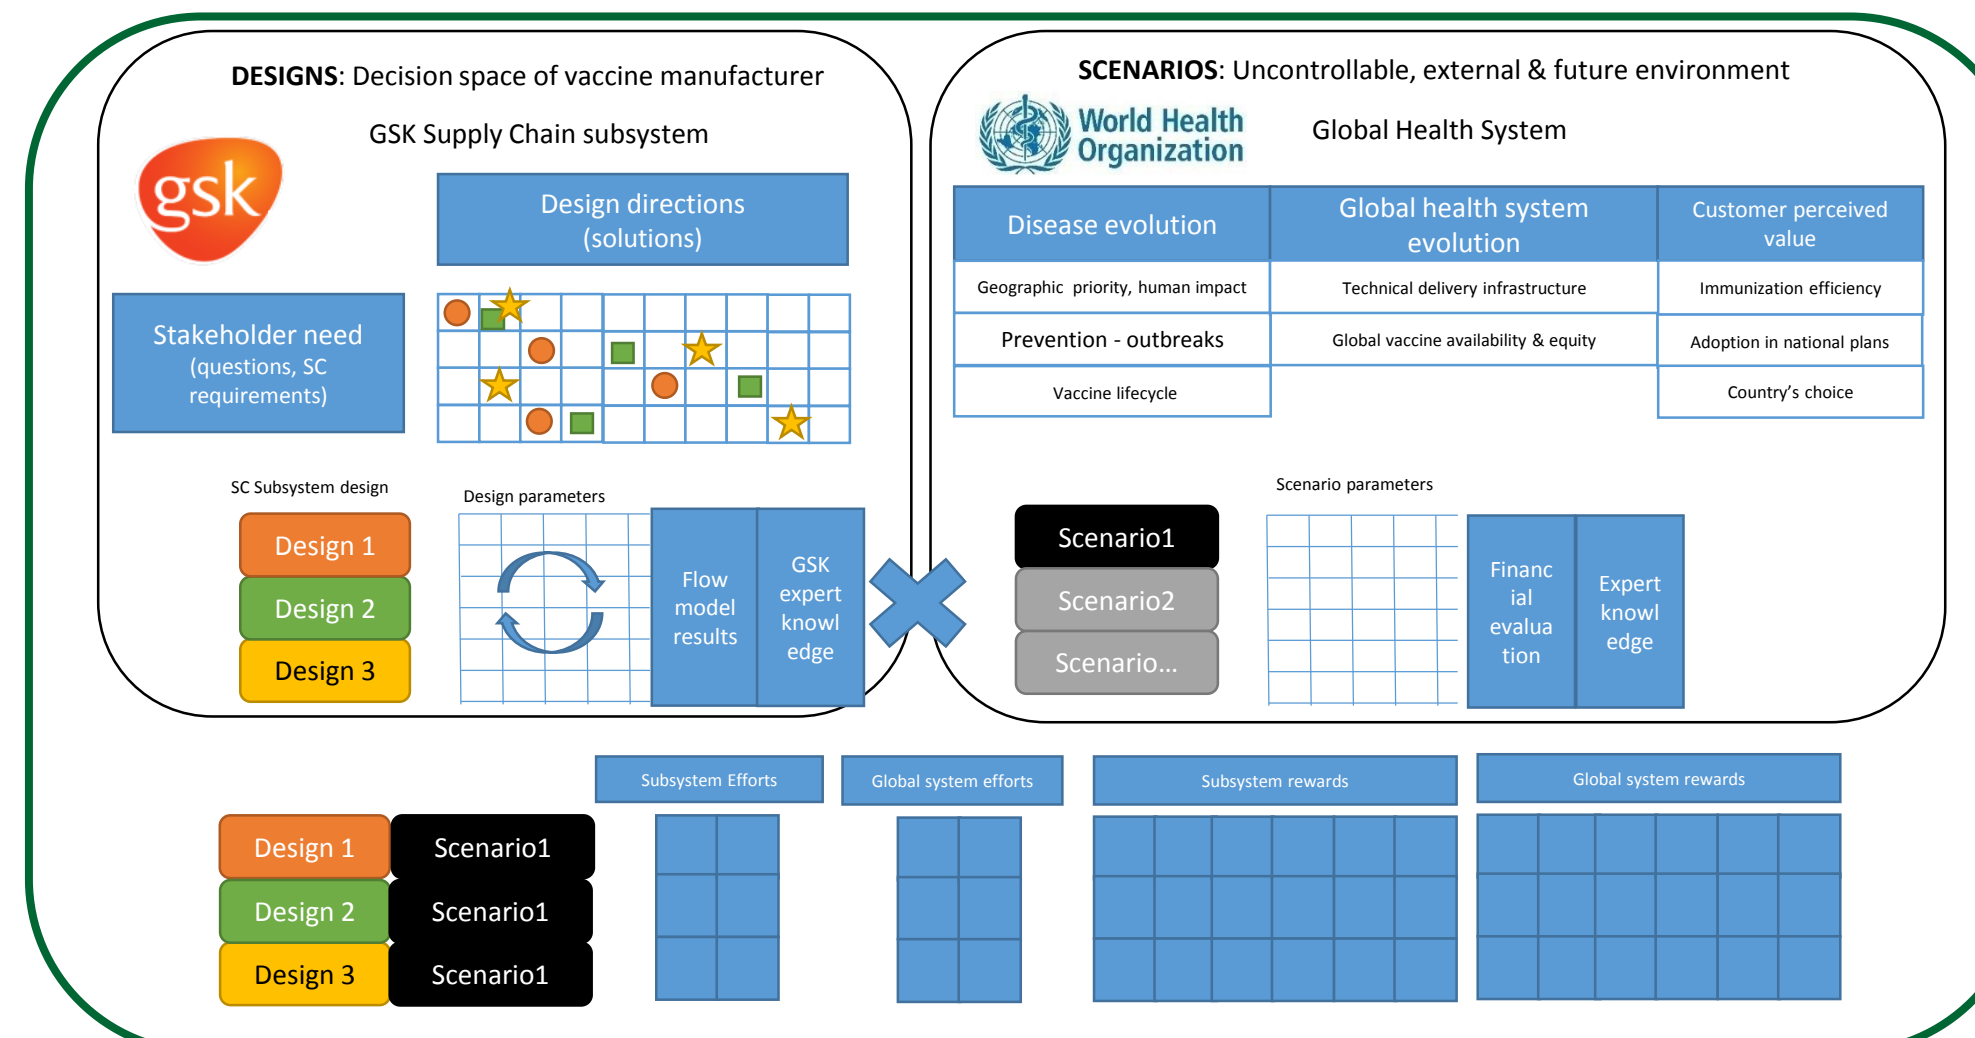 DESIGNS: Decision space of vaccine manufacturer
GSK Supply Chain subsystem
gsk
Design directions
(solutions)
Stakeholder need
(questions, SC
requirements)
SC Subsystem design
Design parameters
Design 1
Design 2
Design 3
Flow
model
results
GSK
expert
knowl
edge
SCENARIOS: Uncontrollable, external & future environment
World Health
Organization
Global Health System
Disease evolution
Global health system
evolution
Customer perceived
value
Geographic priority, human impact
Technical delivery infrastructure
Immunization efficiency
Prevention - outbreaks
Global vaccine availability & equity
Adoption in national plans
Vaccine lifecycle
Country’s choice
Scenario parameters
Scenario1
Scenario2
Scenario...
Financ
ial
evalua
tion
Expert
knowl
edge
Subsystem Efforts
Global system efforts
Subsystem rewards
Global system rewards
Design 1
Scenario1
Design 2
Scenario1
Design 3
Scenario1